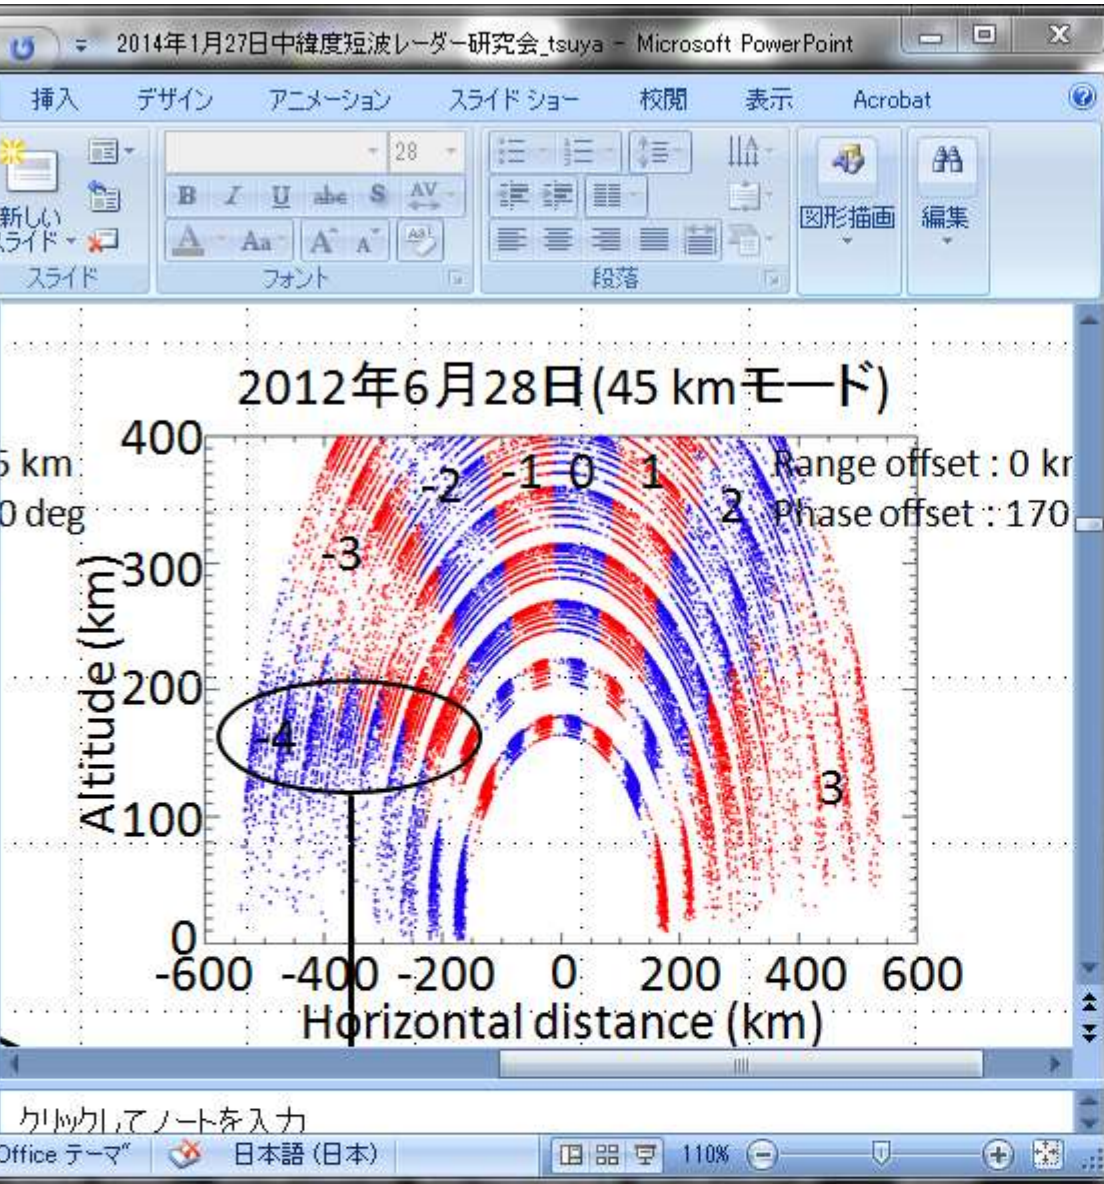 2014年1月27日中緯度短波レーダー研究会_tsuya - Microsoft PowerPoint
挿入 デザイン アニメーション スライド ショー 校閲 表示 Acrobat
28
B I U abe S AV
新しい
スライド
A Aa A A
図形描画 編集
スライド フォント 段落
2012年6月28日(45 kmモード)
5 km
0 deg
Range offset : 0 kr
Phase offset : 170
400
300
200
100
0
Altitude (km)
-2 -1 0 1 2
-3
-4
3
-600 -400 -200 0 200 400 600
Horizontal distance (km)
クリックしてノートを入力
Office テーマ" 日本語 (日本) 110%